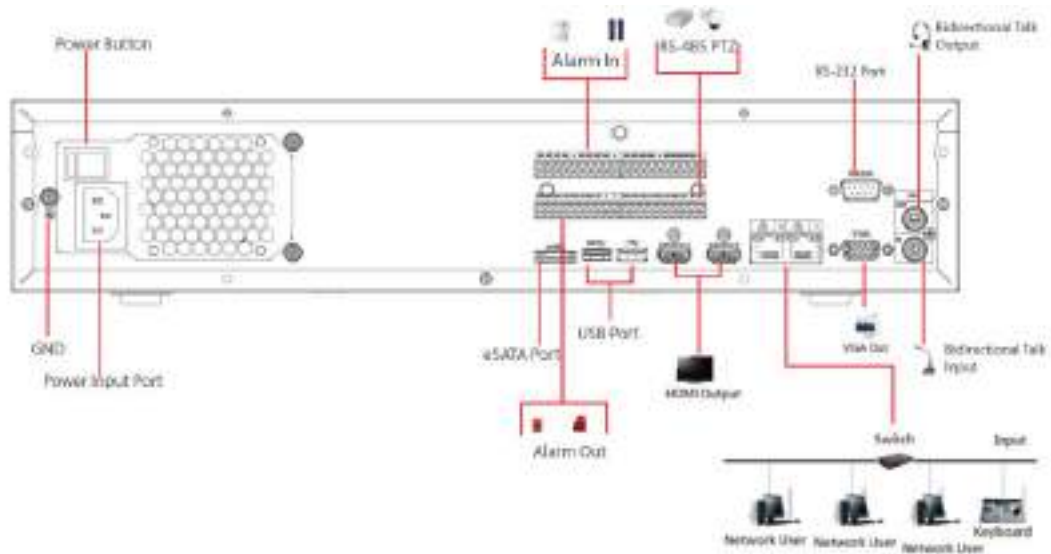 Power Button
Alarm In
RS-485 PTZ
RS-232 Port
Bidirectional Talk
Output
GND
Power Input Port
eSATA Port
USB Port
HDMI Output
VGA Out
Bidirectional Talk
Input
Alarm Out
Switch
Input
Network User
Network User
Network User
Keyboard